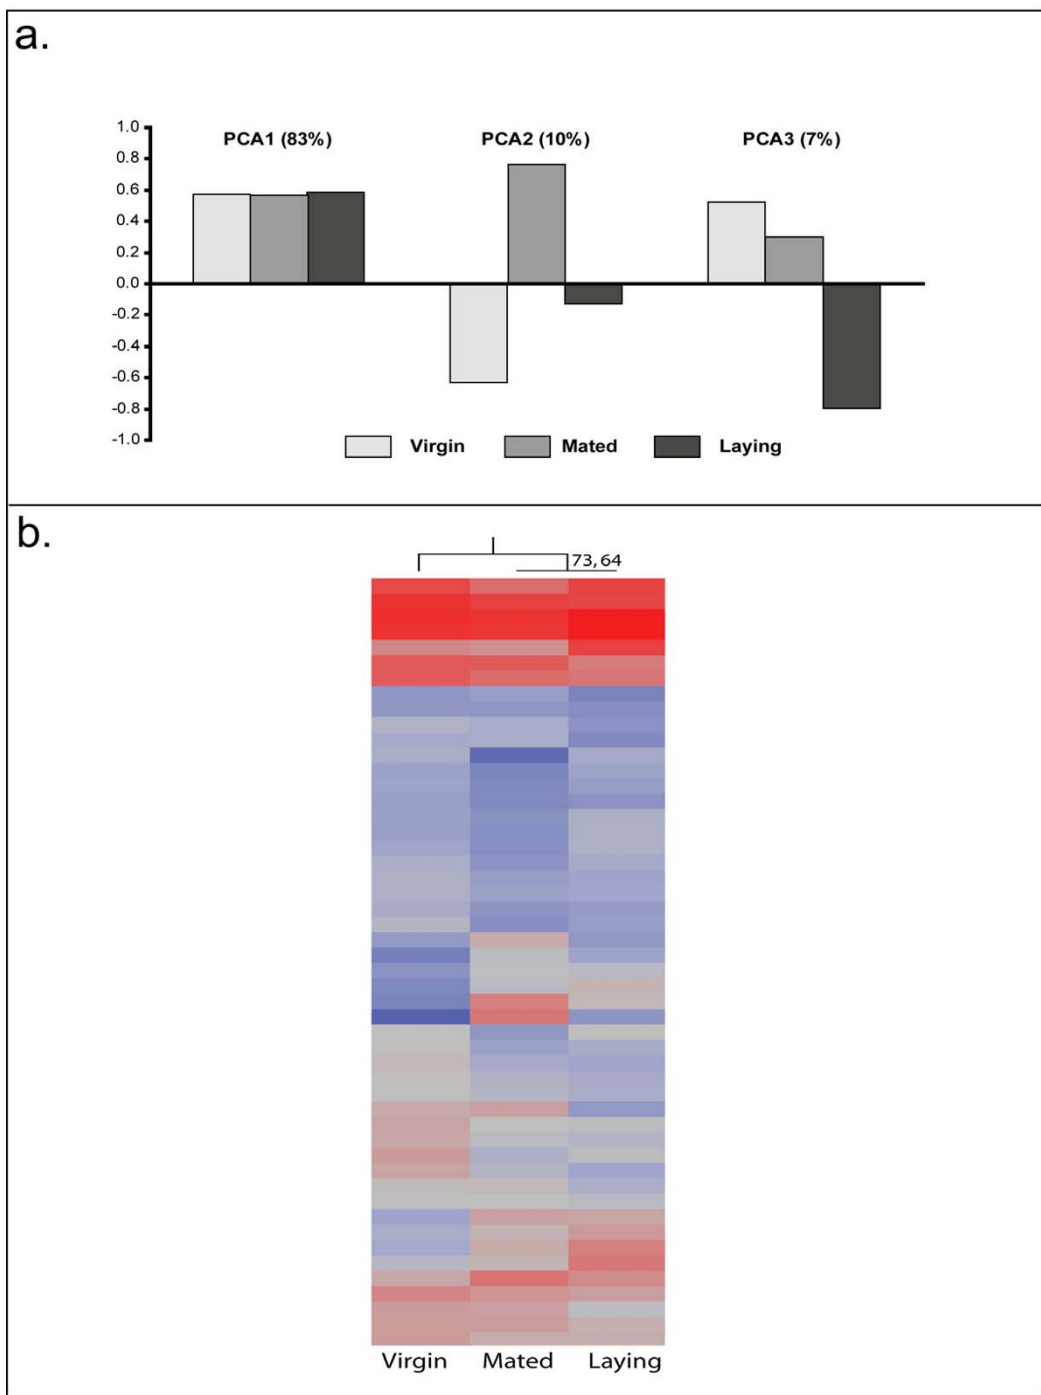 a.
PCA1 (83%) PCA2 (10%) PCA3 (7%)
1.0
0.8
0.6
0.4
0.2
0.0
-0.2
-0.4
-0.6
-0.8
-1.0
Virgin Mated Laying
b.
73,64
Virgin Mated Laying